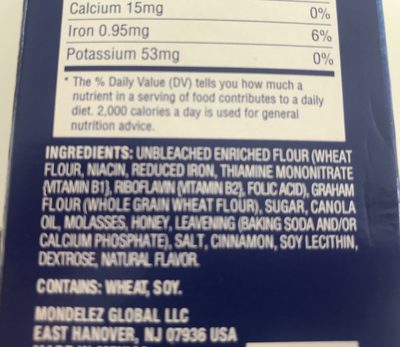 Calcium 15mg 0%
Iron 0.95mg 6%
Potassium 53mg 0%
* The % Daily Value (DV) tells you how much a
nutrient in a serving of food contributes to a daily
diet. 2,000 calories a day is used for general
nutrition advice.
INGREDIENTS: UNBLEACHED ENRICHED FLOUR (WHEAT
FLOUR, NIACIN, REDUCED IRON, THIAMINE MONONITRATE
{VITAMIN B1}, RIBOFLAVIN {VITAMIN B2}, FOLIC ACID), GRAHAM
FLOUR (WHOLE GRAIN WHEAT FLOUR), SUGAR, CANOLA
OIL, MOLASSES, HONEY, LEAVENING (BAKING SODA AND/OR
CALCIUM PHOSPHATE), SALT, CINNAMON, SOY LECITHIN,
DEXTROSE, NATURAL FLAVOR.
CONTAINS: WHEAT, SOY.
MONDELEZ GLOBAL LLC
EAST HANOVER, NJ 07936 USA